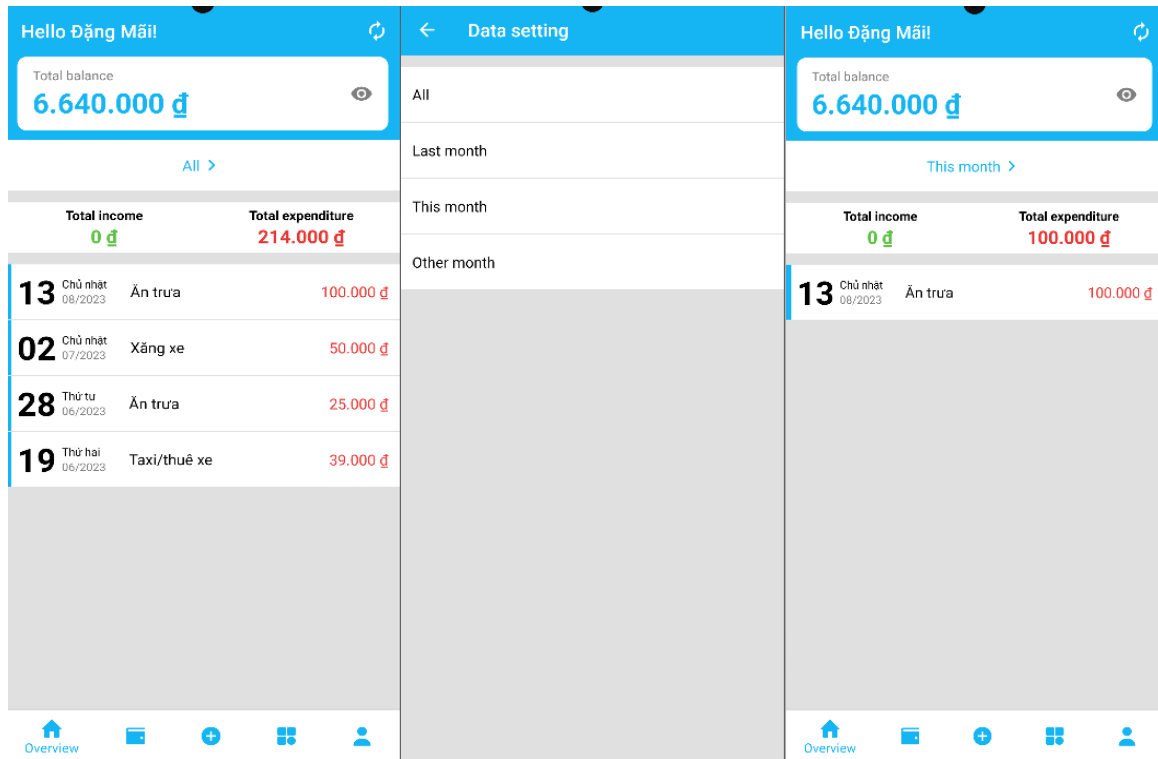 Hello Đặng Mãi!
Total balance
6.640.000 ₫
All >
Total income
Total expenditure
0 ₫
214.000 ₫
13 Chủ nhật 08/2023 Ăn trưa 100.000 ₫
02 Chủ nhật 07/2023 Xăng xe 50.000 ₫
28 Thứ tư 06/2023 Ăn trưa 25.000 ₫
19 Thứ hai 06/2023 Taxi/thuê xe 39.000 ₫
Overview
Data setting
All
Last month
This month
Other month
Hello Đặng Mãi!
Total balance
6.640.000 ₫
This month >
Total income
Total expenditure
0 ₫
100.000 ₫
13 Chủ nhật 08/2023 Ăn trưa 100.000 ₫
Overview